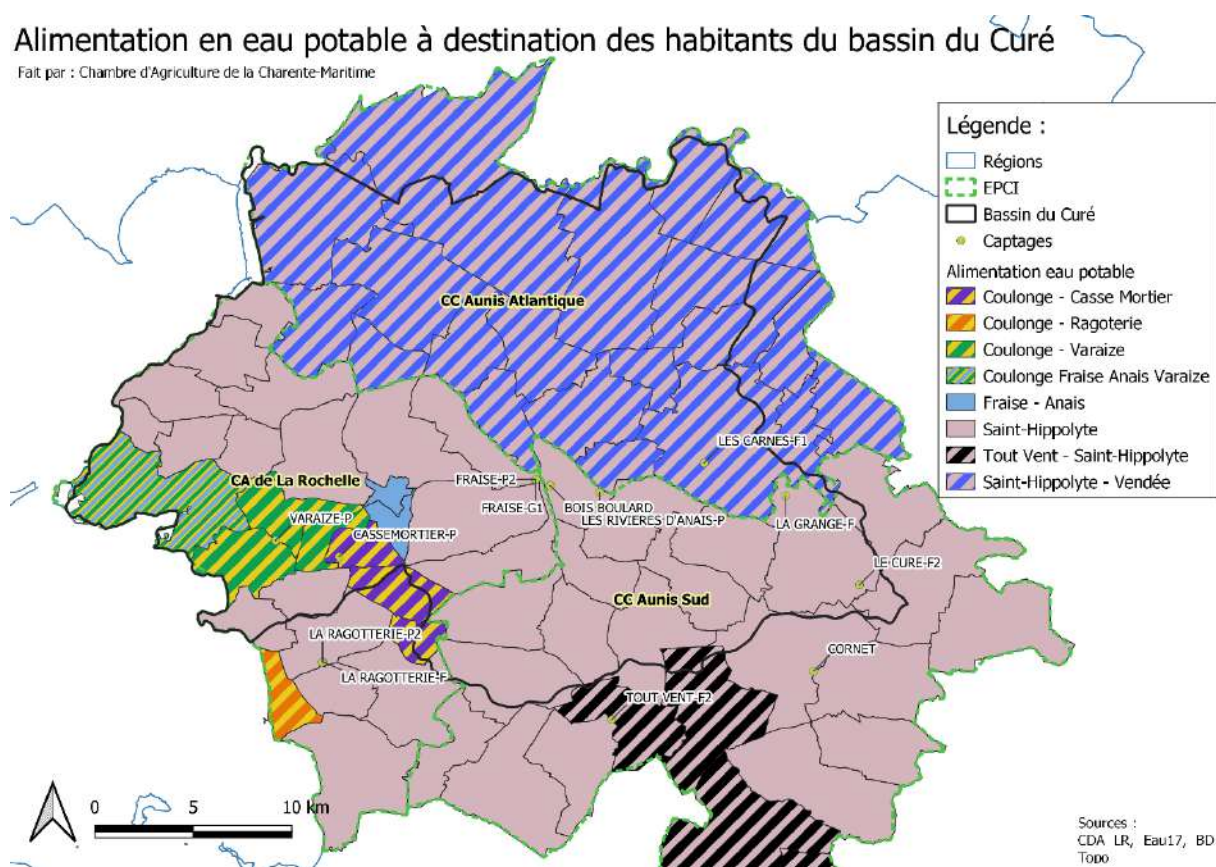 Alimentation en eau potable à destination des habitants du bassin du Curé
Fait par : Chambre d'Agriculture de la Charente-Maritime
Légende :
Régions
EPCI
Bassin du Curé
Captages
Alimentation eau potable
Coulonge - Casse Mortier
Coulonge - Ragoterie
Coulonge - Varaize
Coulonge Fraise Anais Varaize
Fraise - Anais
Saint-Hippolyte
Tout Vent - Saint-Hippolyte
Saint-Hippolyte - Vendée
CC Aunis Atlantique
LES CARNES-F1
CA de La Rochelle
FRAISE-P2
FRAISE-G1
BOIS BOULARD
LES RIVIERES D'ANAIS-P
VARAIZE-P
CASSEMORTIER-P
LA GRANGE-F
LE CURE-F2
CC Aunis Sud
LA RAGOTTERIE-P2
LA RAGOTTERIE-F
CORNET
TOUT VENT-F2
0 5 10 km
Sources :
CDA LR, Eau17, BD
Topo